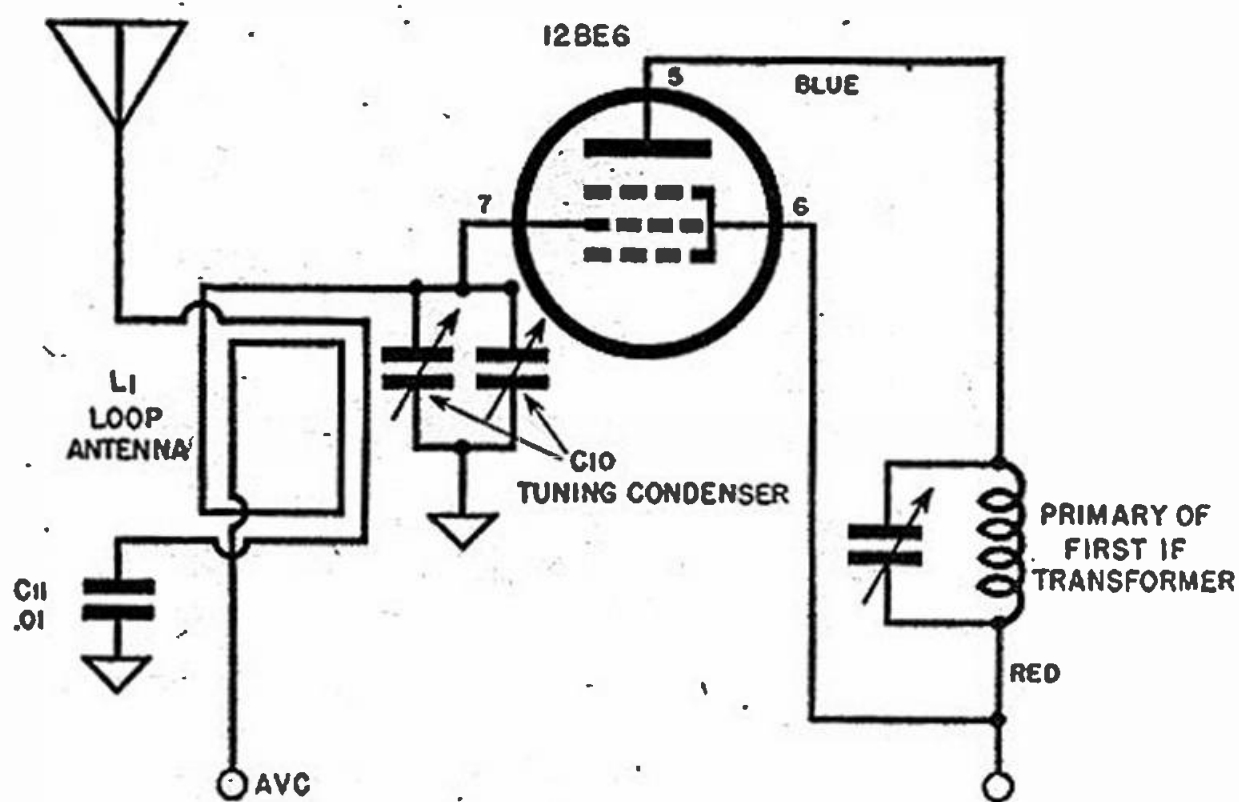 12BE6
5
BLUE
7
6
L1
LOOP
ANTENNA
C10
TUNING CONDENSER
PRIMARY OF
FIRST IF
TRANSFORMER
C11
.01
RED
AVC